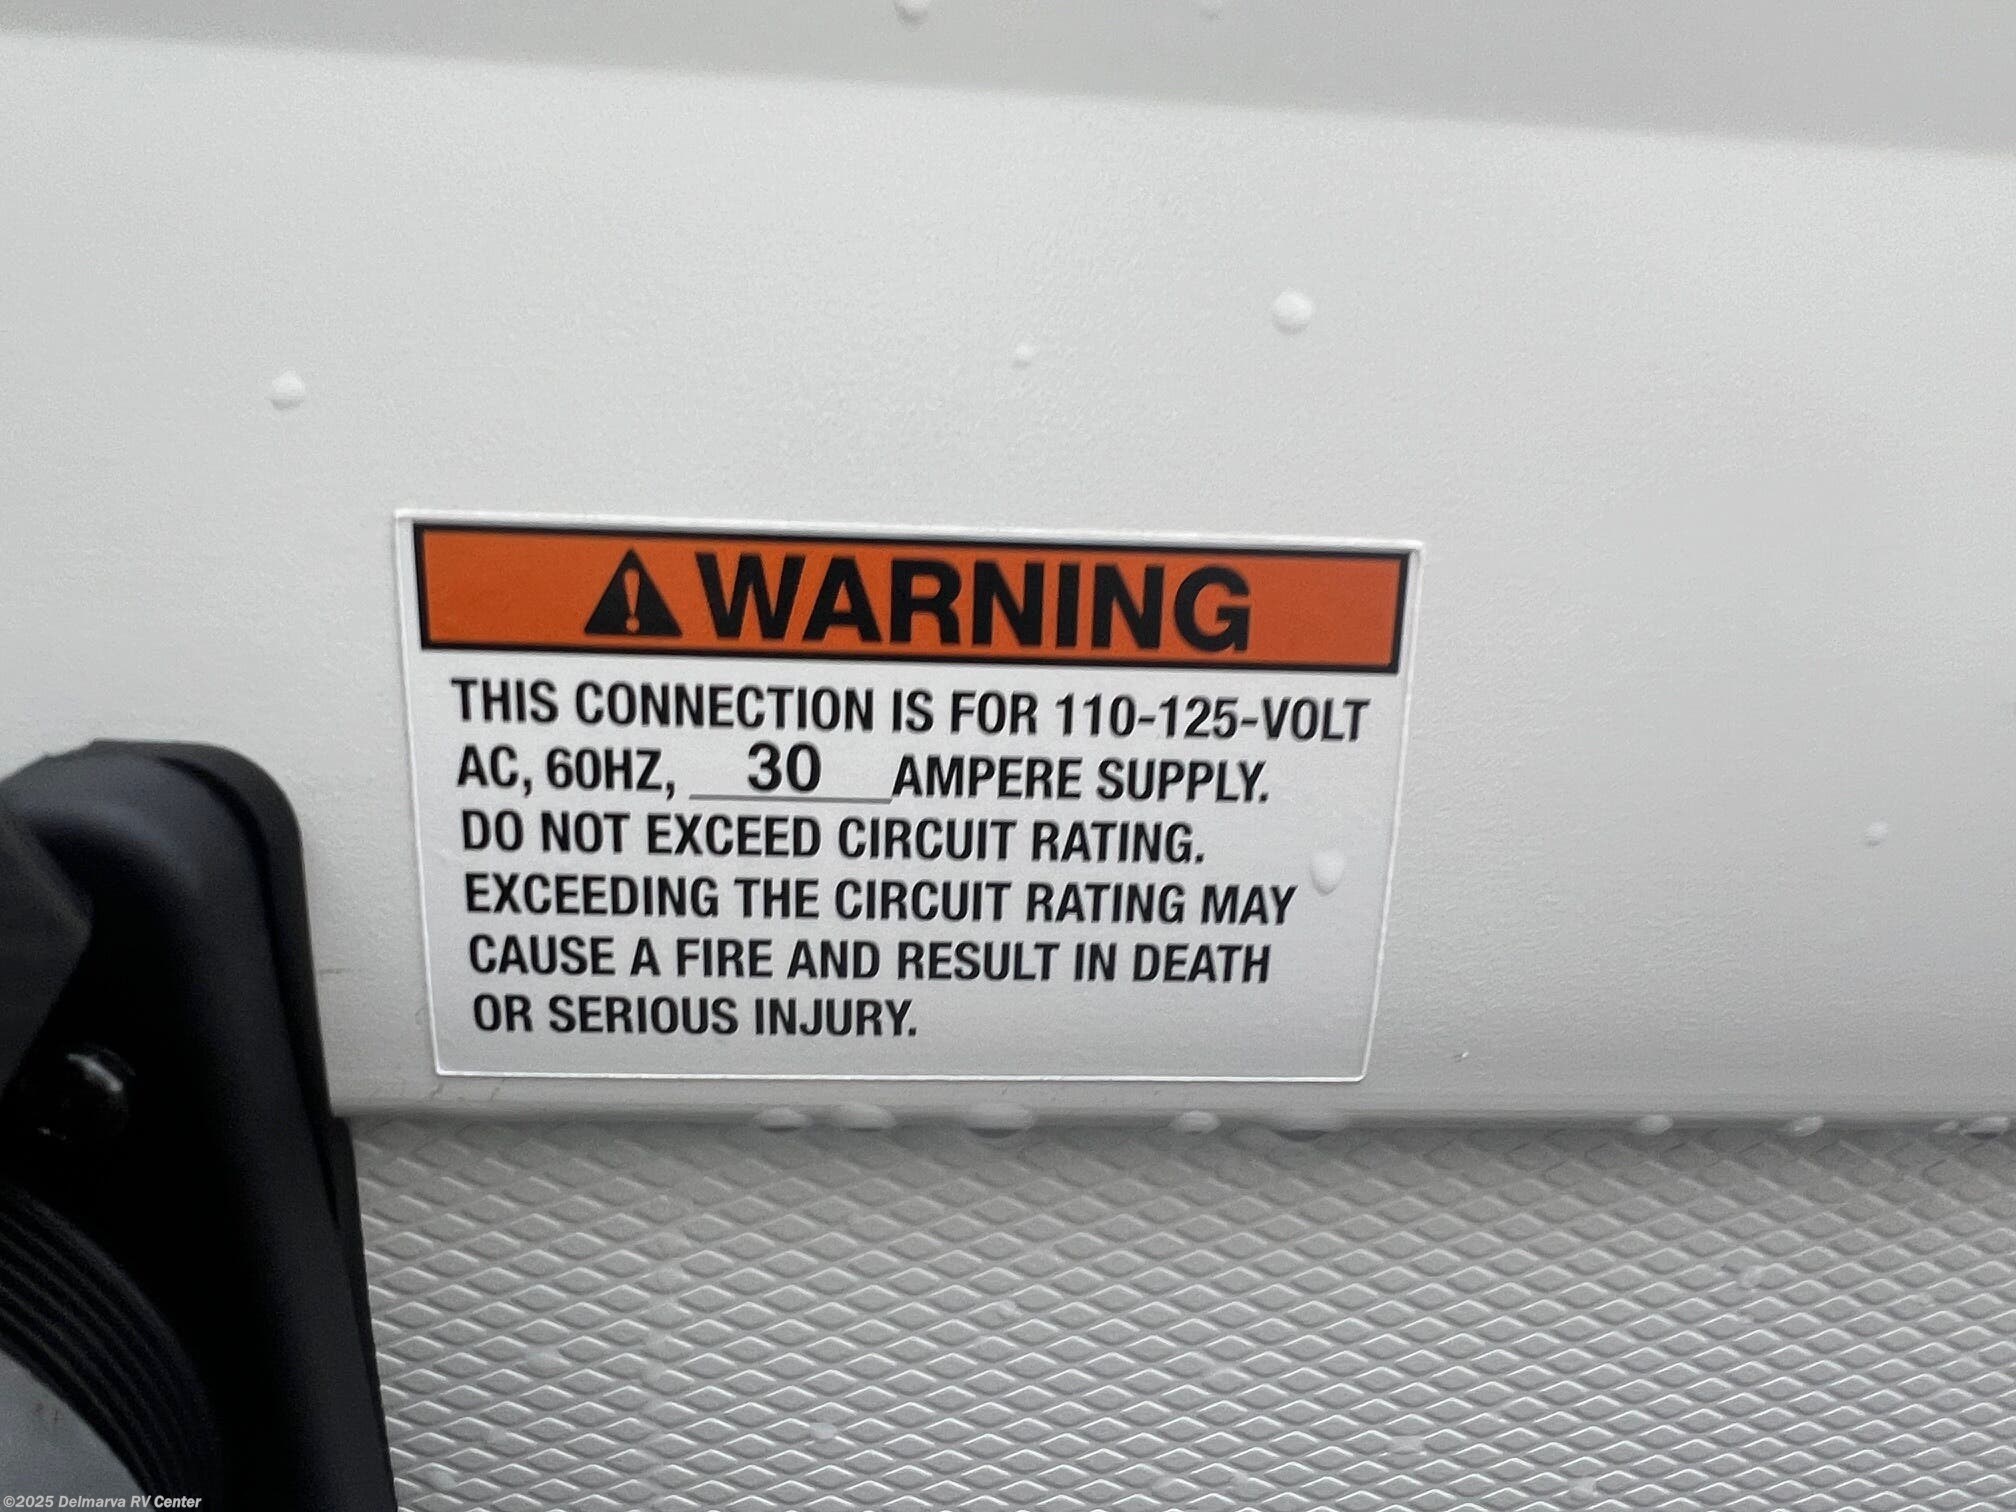 WARNING
THIS CONNECTION IS FOR 110-125-VOLT
AC, 60HZ, 30 AMPERE SUPPLY.
DO NOT EXCEED CIRCUIT RATING.
EXCEEDING THE CIRCUIT RATING MAY
CAUSE A FIRE AND RESULT IN DEATH
OR SERIOUS INJURY.
©2025 Delmarva RV Center